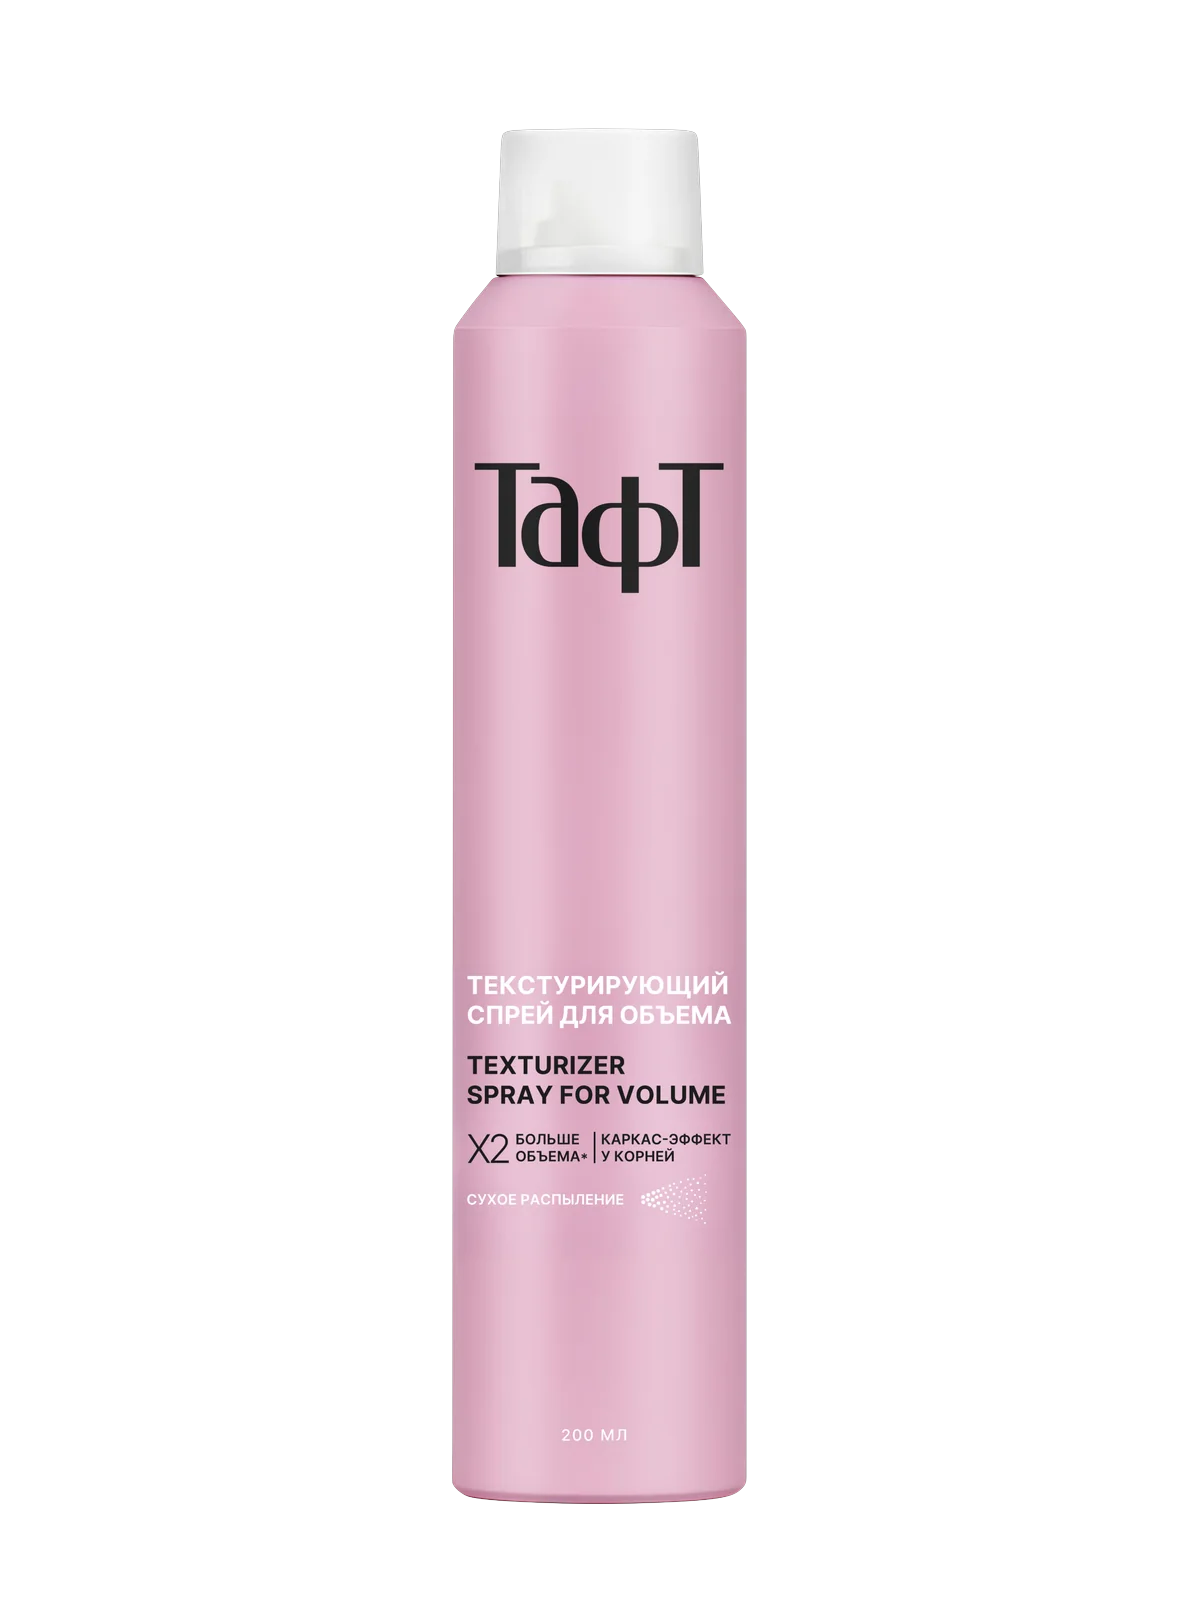 Тафт
ТЕКСТУРИРУЮЩИЙ
СПРЕЙ ДЛЯ ОБЪЕМА
TEXTURIZER
SPRAY FOR VOLUME
X2 БОЛЬШЕ
ОБЪЕМА*
КАРКАС-ЭФФЕКТ
У КОРНЕЙ
СУХОЕ РАСПЫЛЕНИЕ
200 МЛ